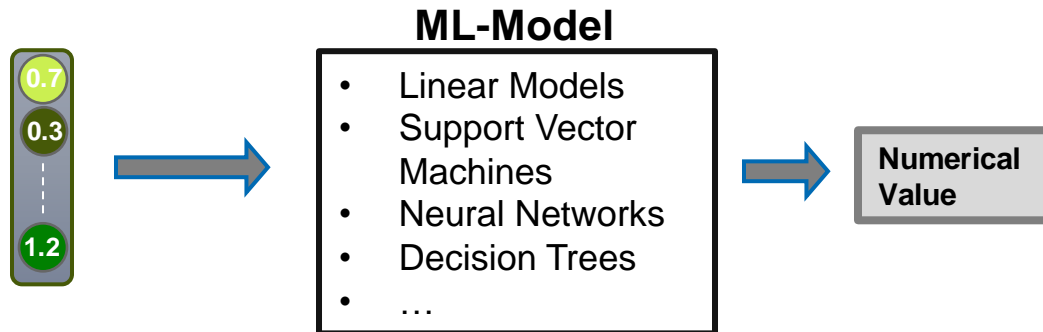 ML-Model
0.7
0.3
1.2
• Linear Models
• Support Vector
Machines
• Neural Networks
• Decision Trees
• …
Numerical
Value